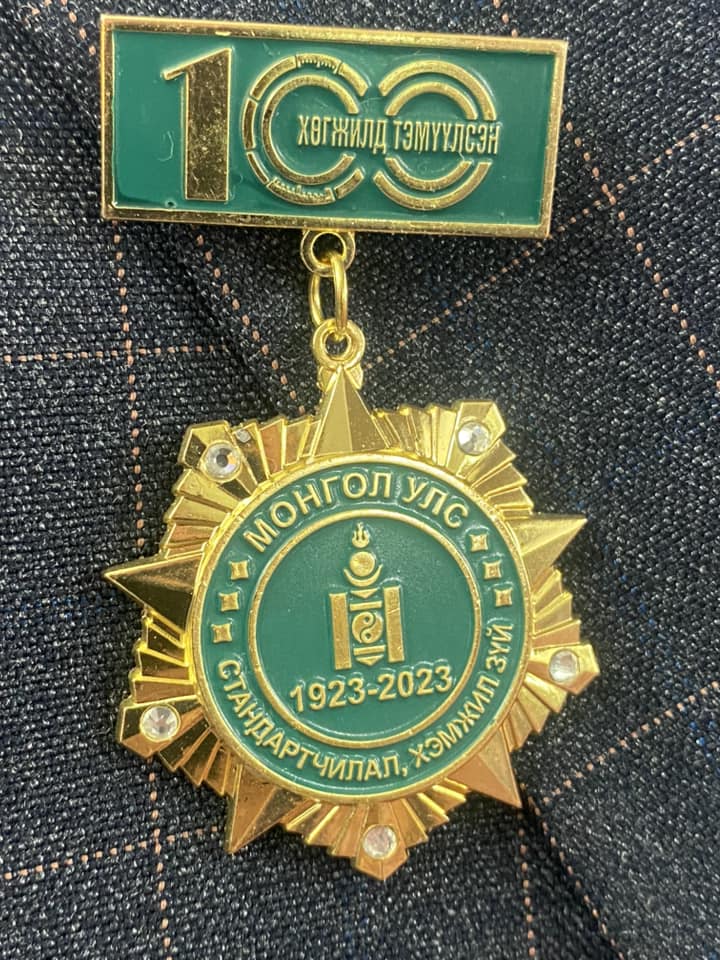 100
ХӨГЖИЛД ТЭМҮҮЛСЭН
МОНГОЛ УЛС
1923-2023
СТАНДАРТЧИЛАЛ, ХЭМЖИЛ ЗҮЙ